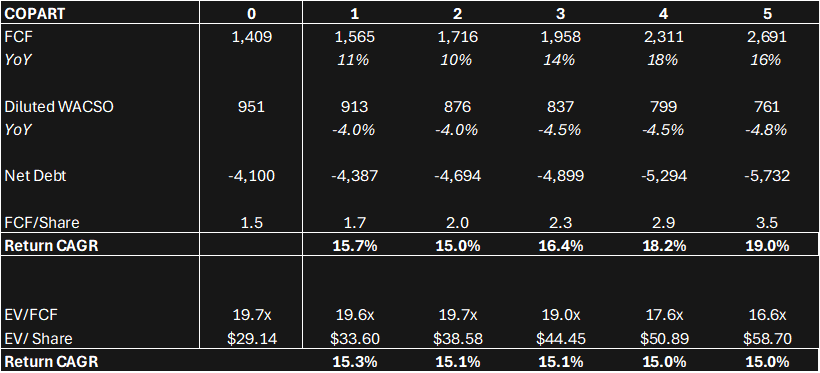 COPART 0 1 2 3 4 5
FCF 1,409 1,565 1,716 1,958 2,311 2,691
YoY 11% 10% 14% 18% 16%
Diluted WACSO 951 913 876 837 799 761
YoY -4.0% -4.0% -4.5% -4.5% -4.8%
Net Debt -4,100 -4,387 -4,694 -4,899 -5,294 -5,732
FCF/Share 1.5 1.7 2.0 2.3 2.9 3.5
Return CAGR 15.7% 15.0% 16.4% 18.2% 19.0%
EV/FCF 19.7x 19.6x 19.7x 19.0x 17.6x 16.6x
EV/ Share $29.14 $33.60 $38.58 $44.45 $50.89 $58.70
Return CAGR 15.3% 15.1% 15.1% 15.0% 15.0%